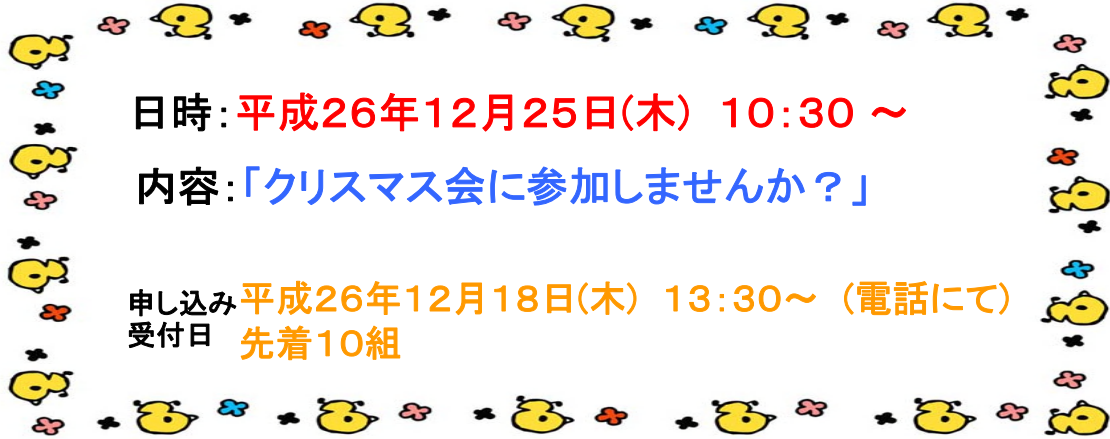 日時：平成２６年１２月２５日(木)　１０：３０ ～
内容：「クリスマス会に参加しませんか？」
申し込み受付日 平成２６年１２月１８日(木)　１３：３０～　(電話にて)
先着１０組